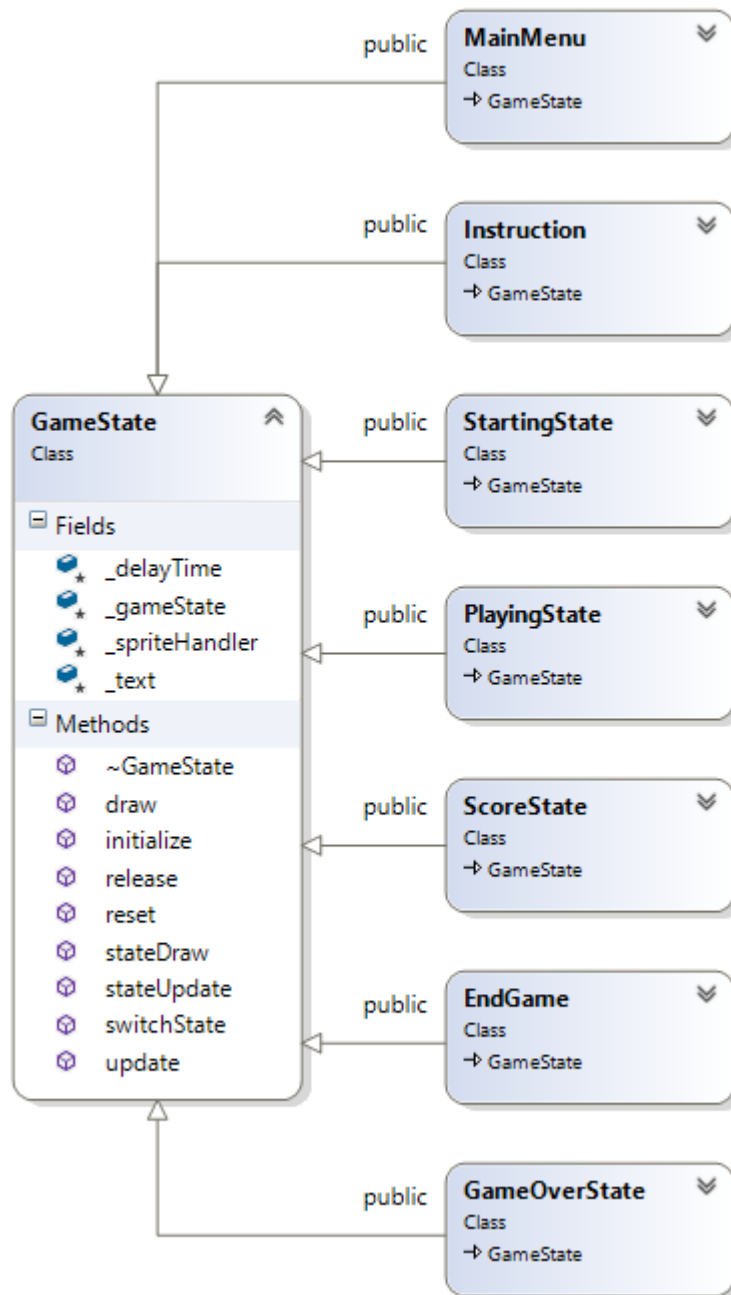 public
MainMenu
Class
GameState
public
Instruction
Class
GameState
GameState
Class
Fields
_delayTime
_gameState
_spriteHandler
_text
Methods
~GameState
draw
initialize
release
reset
stateDraw
stateUpdate
switchState
update
public
StartingState
Class
GameState
public
PlayingState
Class
GameState
public
ScoreState
Class
GameState
public
EndGame
Class
GameState
public
GameOverState
Class
GameState